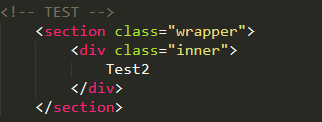 <!-- TEST -->
<section class="wrapper">
<div class="inner">
Test2
</div>
</section>